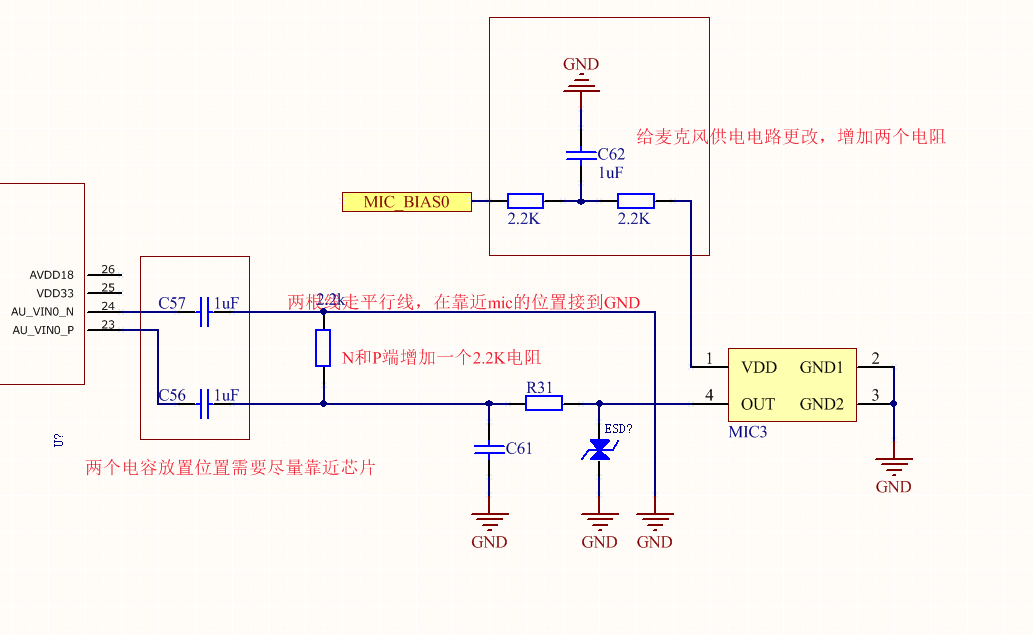 GND
给麦克风供电电路更改，增加两个电阻
C62
1uF
MIC_BIAS0
2.2K
2.2K
AVDD18
26
VDD33
25
AU_VIN0_N
24
AU_VIN0_P
23
C57
1uF
2.2k
两根线走平行线，在靠近mic的位置接到GND
N和P端增加一个2.2K电阻
C56
1uF
R31
1
VDD
GND1
2
4
OUT
GND2
3
MIC3
U?
ESD?
C61
两个电容放置位置需要尽量靠近芯片
GND
GND
GND
GND